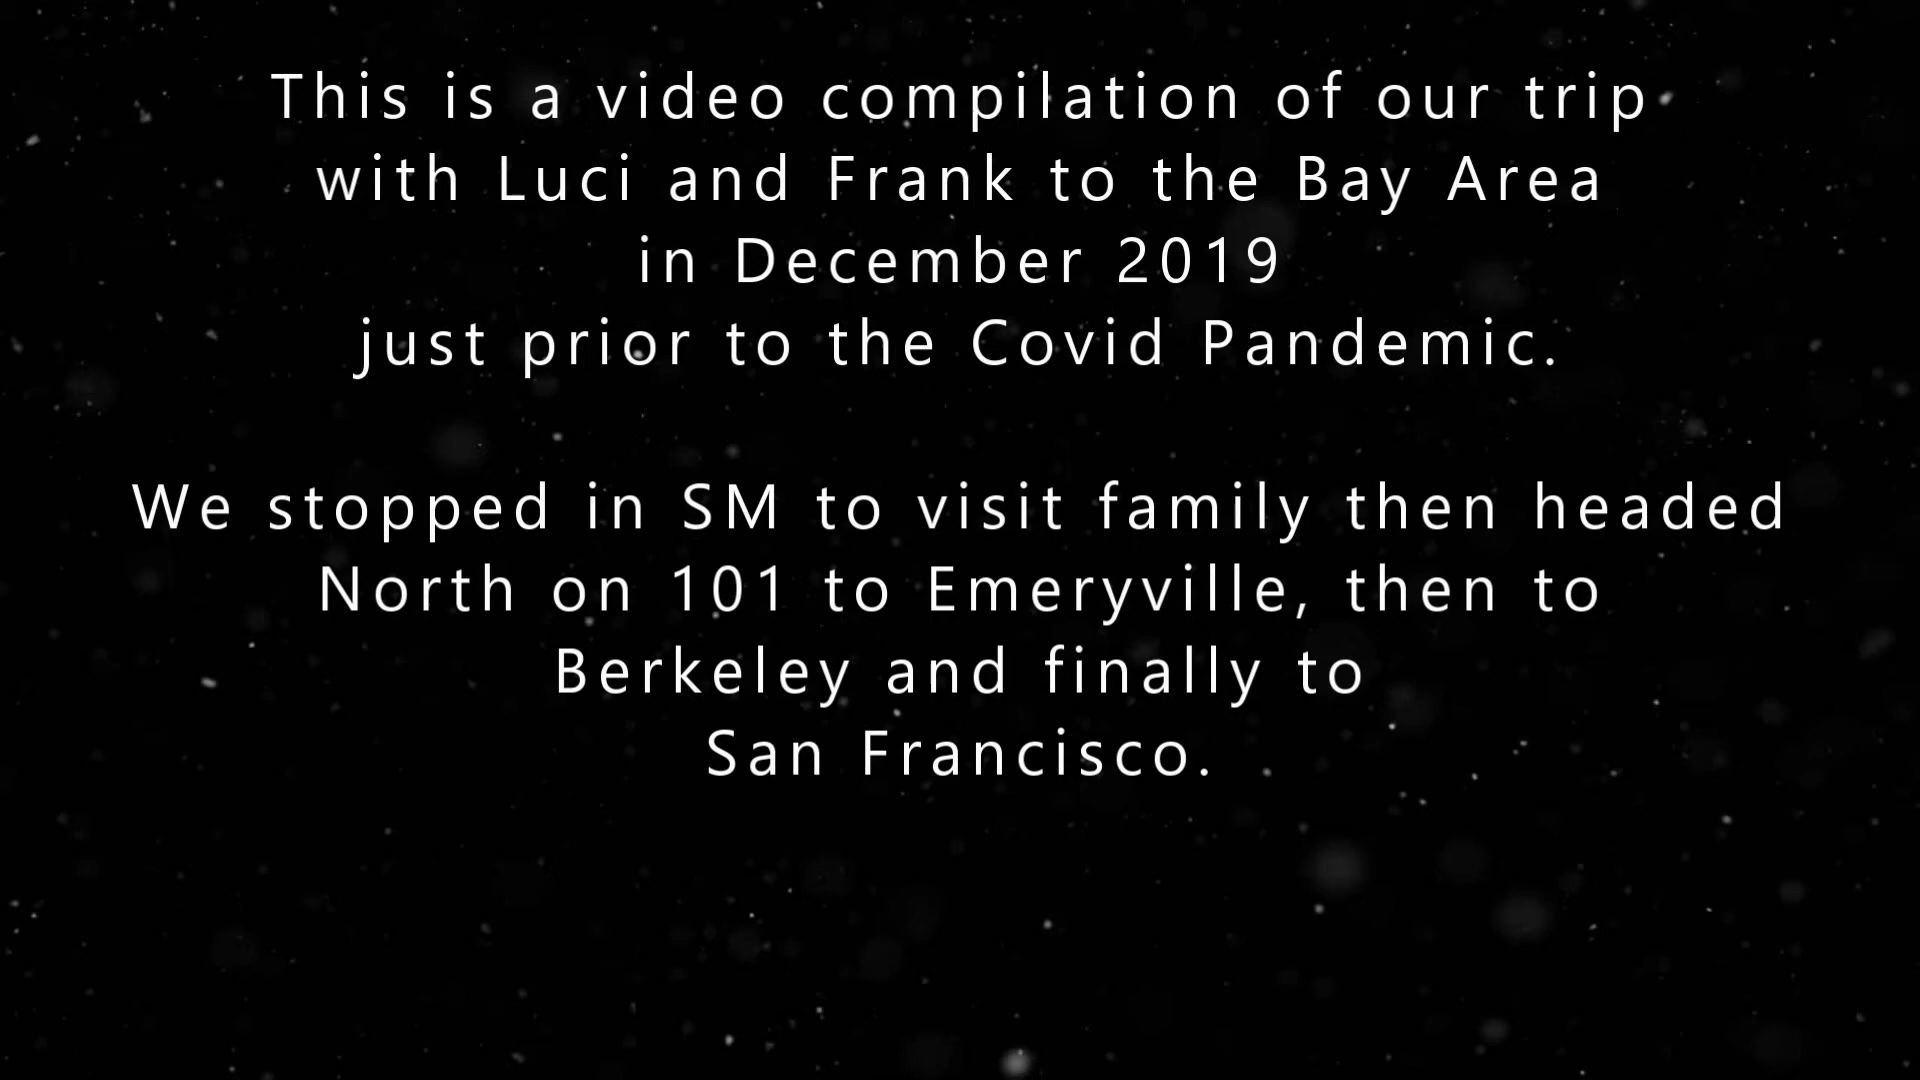 This is a video compilation of our trip
with Luci and Frank to the Bay Area
in December 2019
just prior to the Covid Pandemic.
We stopped in SM to visit family then headed
North on 101 to Emeryville, then to
Berkeley and finally to
San Francisco.